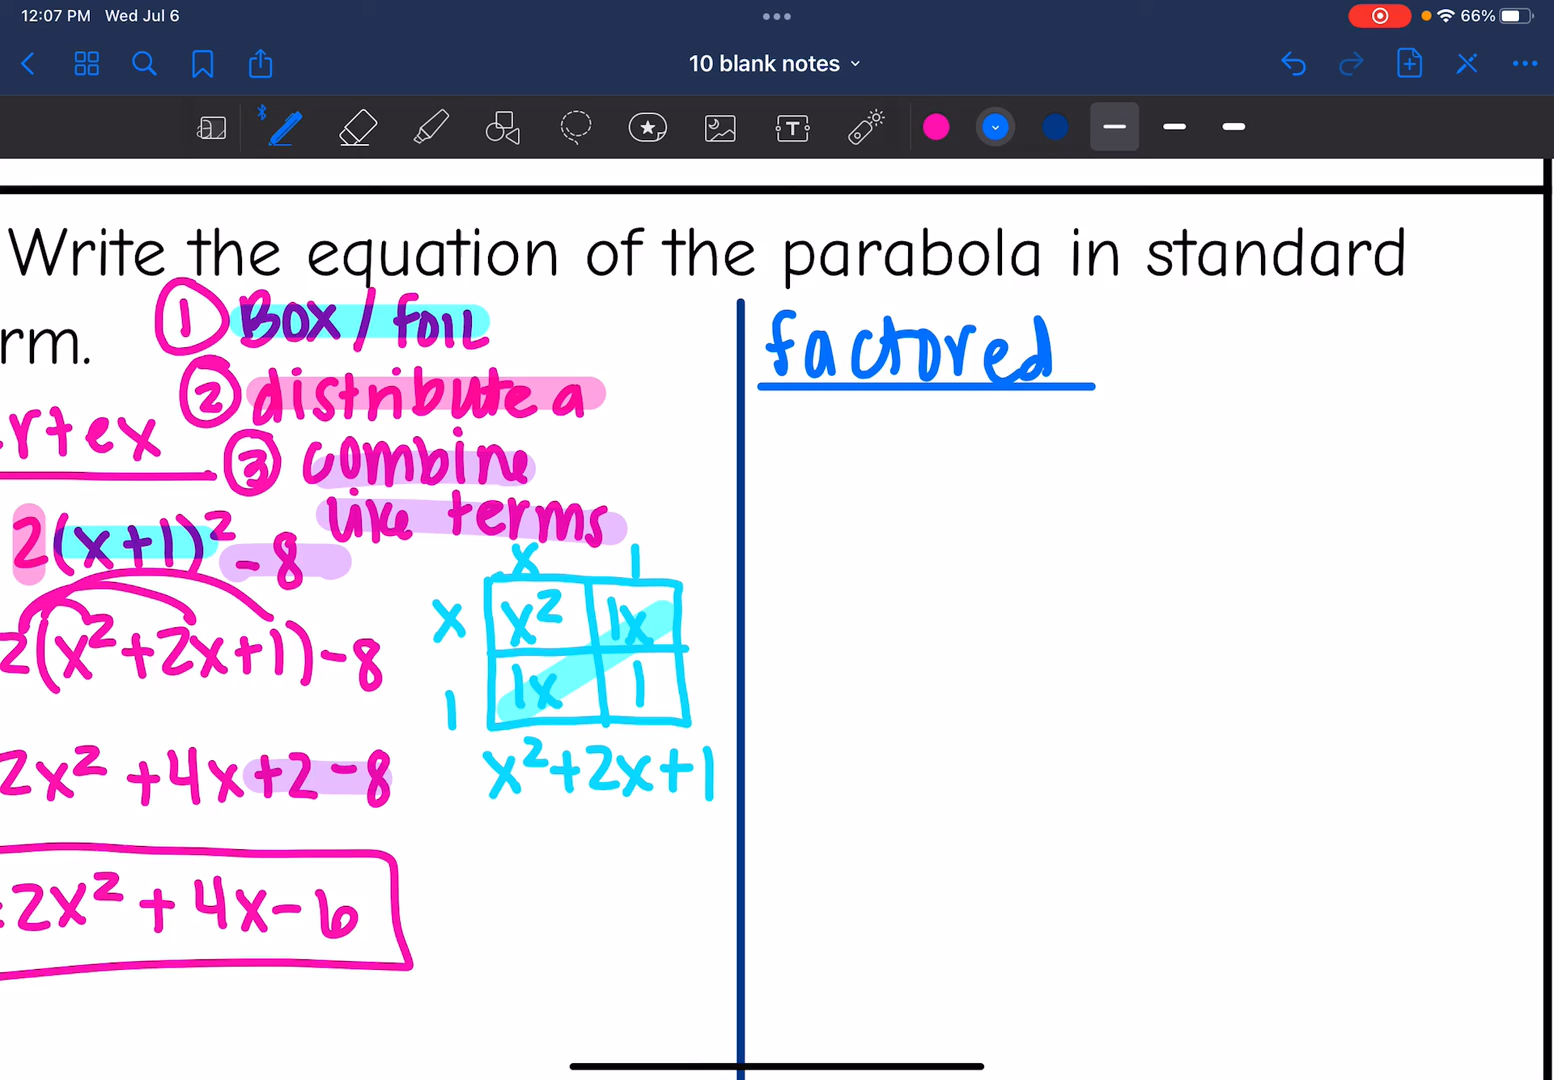 12:07 PM Wed Jul 6
66%
10 blank notes
T
Write the equation of the parabola in standard
rm.
① Box / foil
② distribute a
③ combine
like terms
rtex
2(x+1)² -8
2(x²+2x+1)-8
2x² +4x+2-8
2x² + 4x-6
x 1
x x² 1x
1 1x 1
x²+2x+1
factored